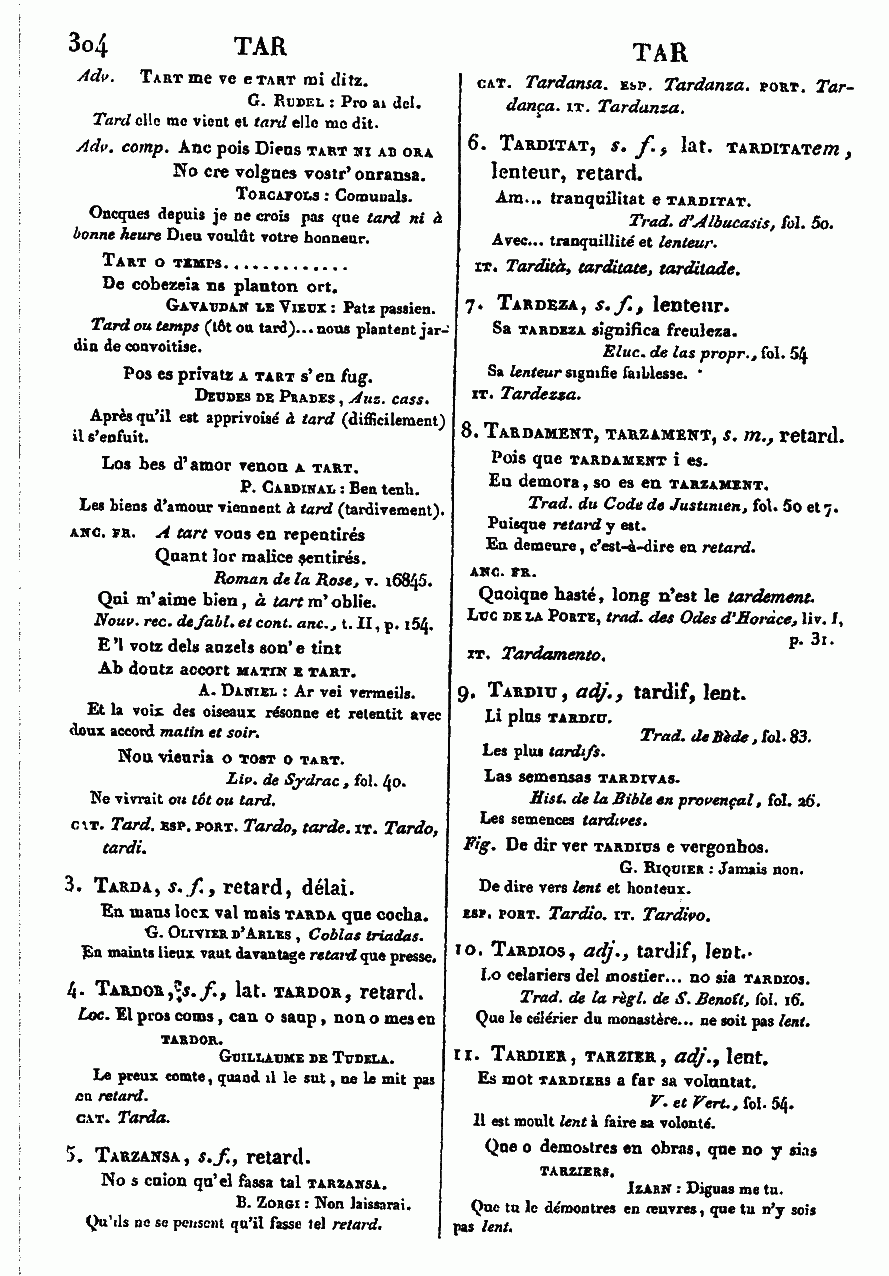 304 TAR
Adv. TART me ve e TART mi ditz.
G. RUDEL : Pro ai del.
Tard elle me vient et tard elle me dit.
Adv. comp. Anc pois Dieus TART NI AD ORA
No cre volgues vostr' onransa.
TORCAFOLS : Comunals.
Oncques depuis je ne crois pas que tard ni à
bonne heure Dieu voulût votre honneur.
TART O TEMPS.............
De cobezeia ns planton ort.
GAVAUDAN LE VIEUX : Patz passien.
Tard ou temps (tôt ou tard)... nous plantent jar-
din de convoitise.
Pos es privatz A TART s'en fug.
DEUDES DE PRADES, Auz. cass.
Après qu'il est apprivoisé à tard (difficilement)
il s'enfuit.
Los bes d'amor venon A TART.
P. CARDINAL : Ben tenh.
Les biens d'amour viennent à tard (tardivement).
ANC. FR. A tart vous en repentirés
Quant lor malice sentirés.
Roman de la Rose, v. 16845.
Qui m'aime bien, à tart m'oblie.
Nouv. rec. de fabl. et cont. anc., t. II, p. 154.
E 'l votz dels auzels son' e tint
Ab doutz accort MATIN E TART.
A. DANIEL : Ar vei vermeils.
Et la voix des oiseaux résonne et retentit avec
doux accord matin et soir.
Non vieuria O TOST O TART.
Liv. de Sydrac, fol. 40.
Ne vivrait ou tôt ou tard.
CAT. Tard. ESP. PORT. Tardo, tarde. IT. Tardo,
tardi.
3. TARDA, s. f., retard, délai.
En mans locx val mais TARDA que cocha.
G. OLIVIER D'ARLES, Coblas triadas.
En maints lieux vaut davantage retard que presse.
4. TARDOR, s. f., lat. TARDOR, retard.
Loc. El pros coms, can o saup, non o mes en
TARDOR.
GUILLAUME DE TUDELA.
Le preux comte, quand il le sut, ne le mit pas
en retard.
CAT. Tarda.
5. TARZANSA, s. f., retard.
No s cuion qu'el fassa tal TARZANSA.
B. ZORGI : Non laissarai.
Qu'ils ne se pensent qu'il fasse tel retard.
TAR
CAT. Tardansa. ESP. Tardanza. PORT. Tar-
dança. IT. Tardanza.
6. TARDITAT, s. f., lat. TARDITATem,
lenteur, retard.
Am... tranquilitat e TARDITAT.
Trad. d'Albucasis, fol. 50.
Avec... tranquillité et lenteur.
IT. Tardità, tarditate, tarditade.
7. TARDEZA, s. f., lenteur.
Sa TARDEZA significa freuleza.
Eluc. de las propr., fol. 54
Sa lenteur signifie faiblesse.
IT. Tardezza.
8. TARDAMENT, TARZAMENT, s. m., retard.
Pois que TARDAMENT i es.
En demora, so es en TARZAMENT.
Trad. du Code de Justinien, fol. 50 et 7.
Puisque retard y est.
En demeure, c'est-à-dire en retard.
ANC. FR.
Quoique hasté, long n'est le tardement.
LUC DE LA PORTE, trad. des Odes d'Horace, liv. I,
p. 31.
IT. Tardamento.
9. TARDIU, adj., tardif, lent.
Li plus TARDIU.
Trad. de Bède, fol. 83.
Les plus tardifs.
Las semensas TARDIVAS.
Hist. de la Bible en provençal, fol. 26.
Les semences tardives.
Fig. De dir ver TARDIUS e vergonhos.
G. RIQUIER : Jamais non.
De dire vers lent et honteux.
ESP. PORT. Tardio. IT. Tardivo.
10. TARDIOS, adj., tardif, lent.
Lo celariers del mostier... no sia TARDIOS.
Trad. de la règl. de S. Benoît, fol. 16.
Que le célérier du monastère... ne soit pas lent.
11. TARDIER, TARZIER, adj., lent.
Es mot TARDIERS a far sa voluntat.
V. et Vert., fol. 54.
Il est moult lent à faire sa volonté.
Que o demostres en obras, que no y sias
TARZIERS.
IZARN : Diguas me tu.
Que tu le démontres en œuvres, que tu n'y sois
pas lent.